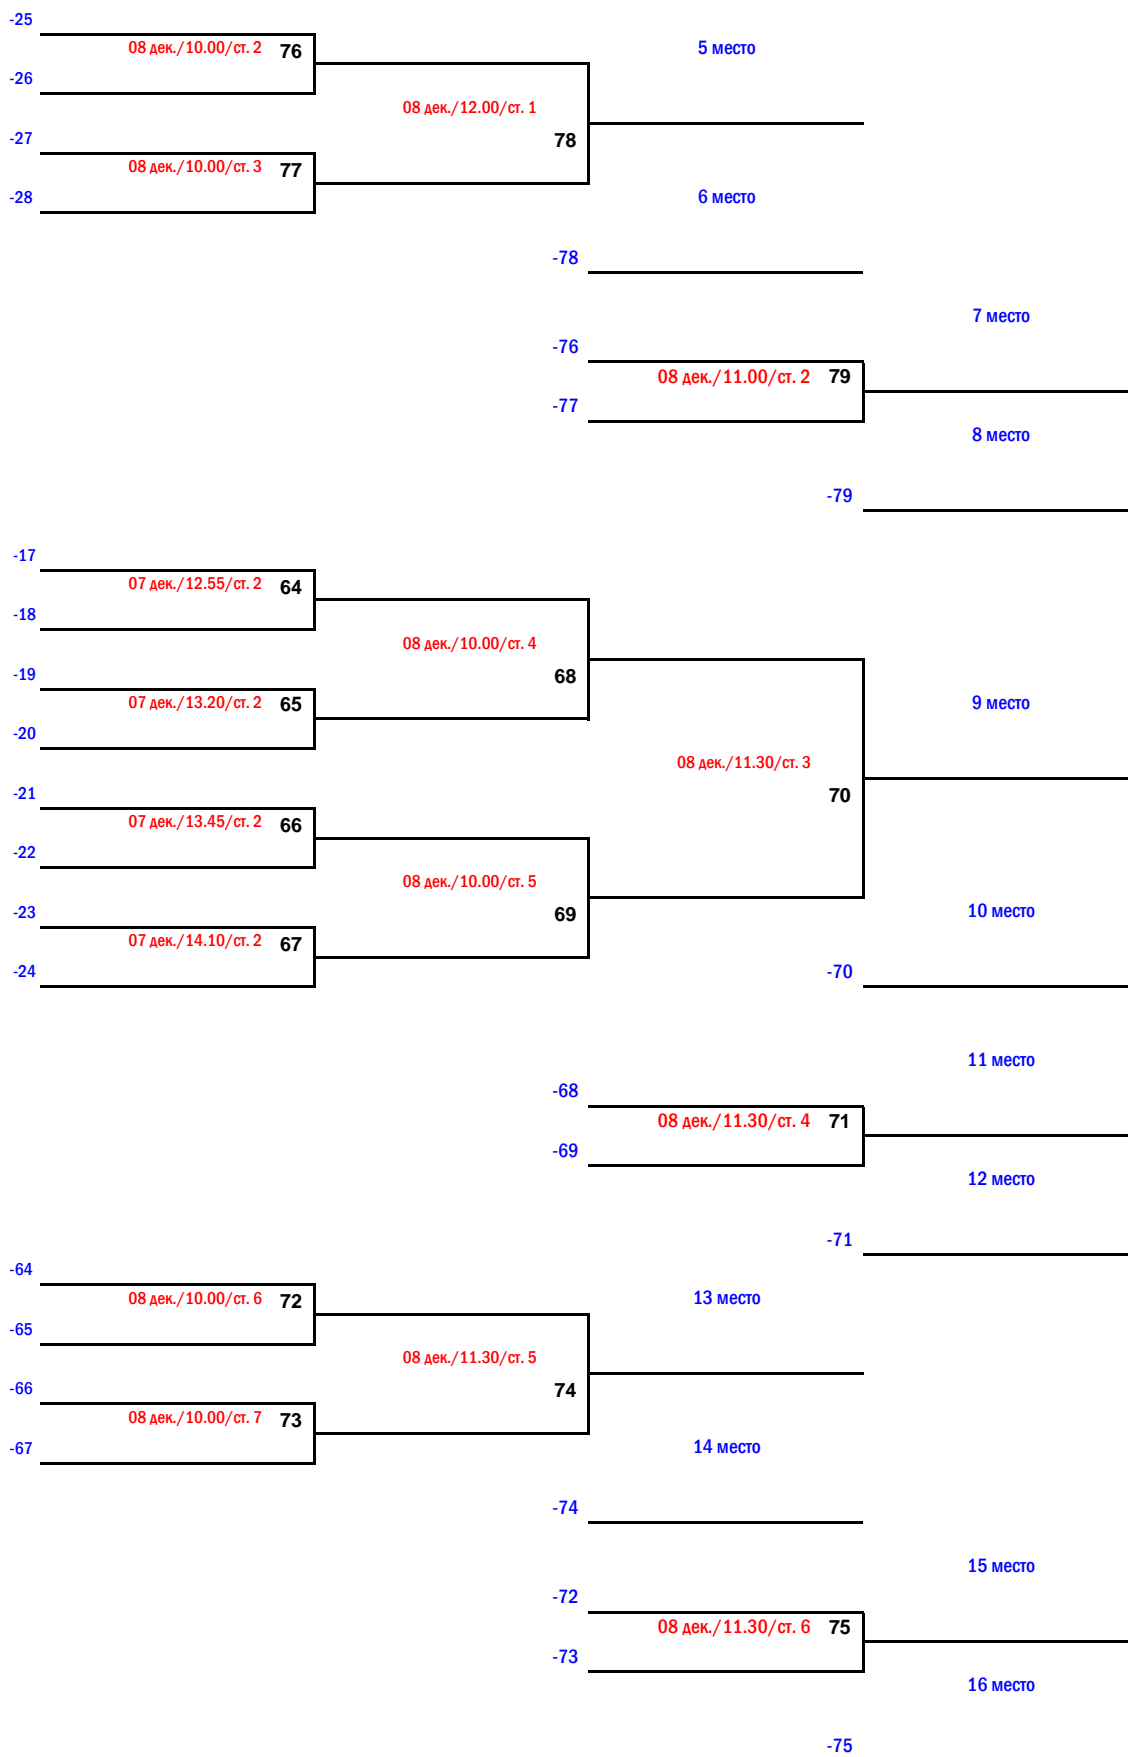 -25
08 дек./10.00/ст. 2 76
5 место
-26
08 дек./12.00/ст. 1
78
-27
08 дек./10.00/ст. 3 77
-28
6 место
-78
7 место
-76
08 дек./11.00/ст. 2 79
-77
8 место
-79
-17
07 дек./12.55/ст. 2 64
-18
08 дек./10.00/ст. 4
68
-19
07 дек./13.20/ст. 2 65
9 место
-20
08 дек./11.30/ст. 3
70
-21
07 дек./13.45/ст. 2 66
-22
08 дек./10.00/ст. 5
69
-23
10 место
07 дек./14.10/ст. 2 67
-24
-70
11 место
-68
08 дек./11.30/ст. 4 71
-69
12 место
-71
-64
08 дек./10.00/ст. 6 72
13 место
-65
08 дек./11.30/ст. 5
74
-66
08 дек./10.00/ст. 7 73
-67
14 место
-74
15 место
-72
08 дек./11.30/ст. 6 75
-73
16 место
-75